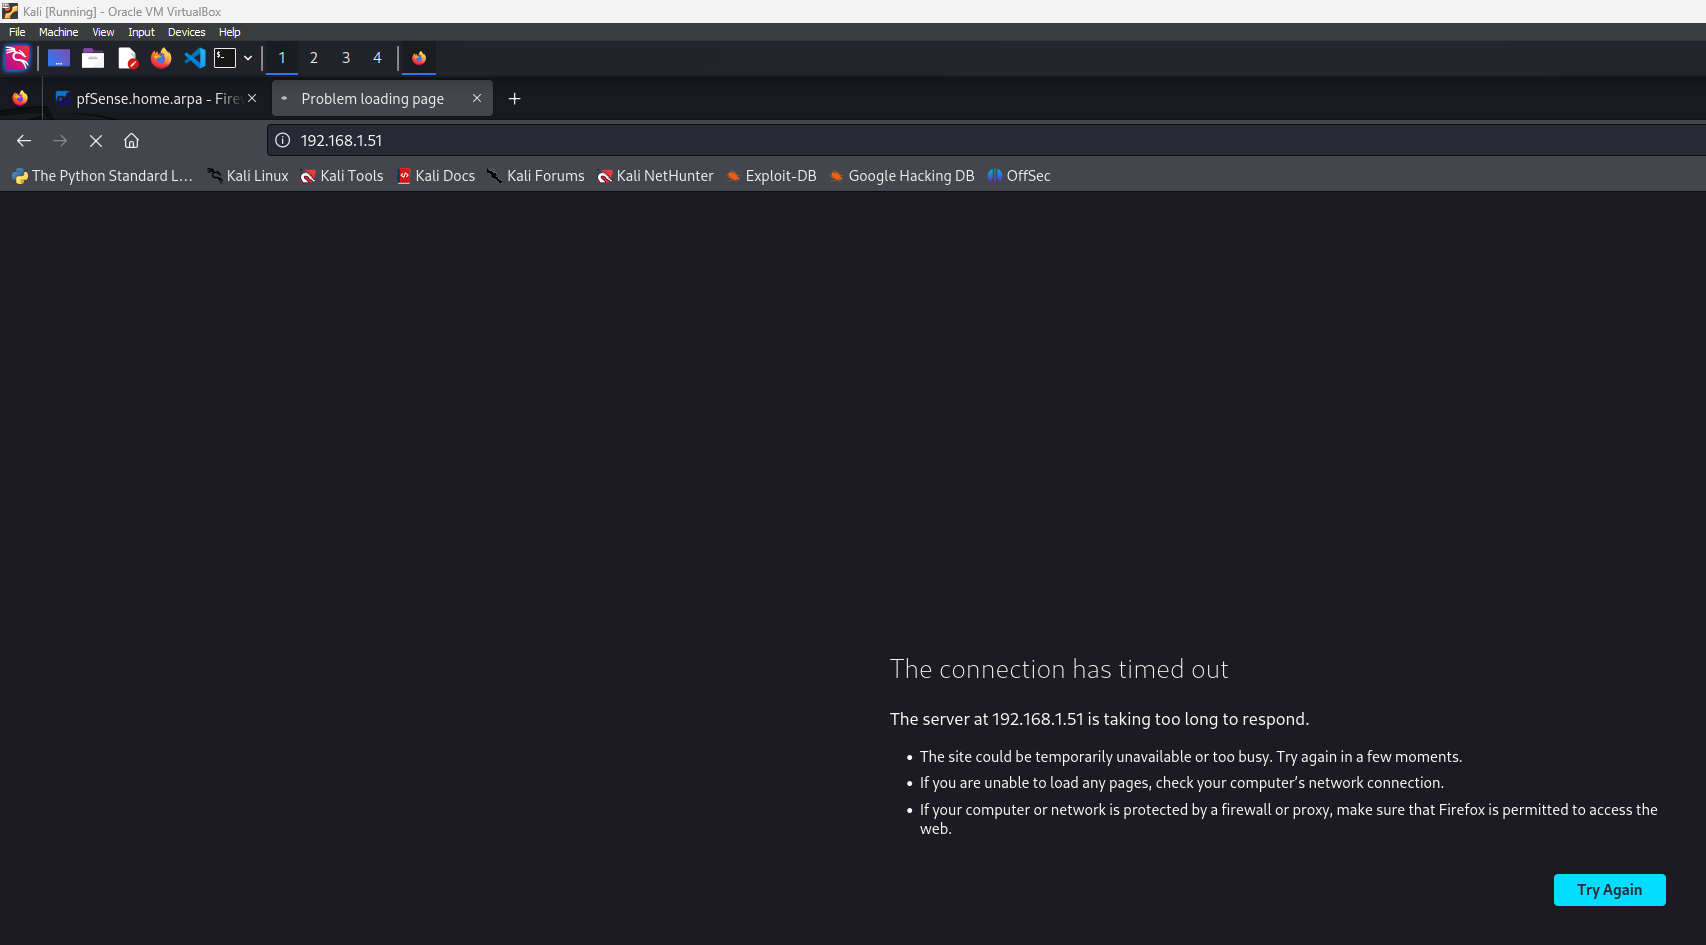 Kali [Running] - Oracle VM VirtualBox
File Machine View Input Devices Help
1 2 3 4
pfSense.home.arpa - Fire
Problem loading page
192.168.1.51
The Python Standard L... Kali Linux Kali Tools Kali Docs Kali Forums Kali NetHunter Exploit-DB Google Hacking DB OffSec
The connection has timed out
The server at 192.168.1.51 is taking too long to respond.
• The site could be temporarily unavailable or too busy. Try again in a few moments.
• If you are unable to load any pages, check your computer’s network connection.
• If your computer or network is protected by a firewall or proxy, make sure that Firefox is permitted to access the
web.
Try Again